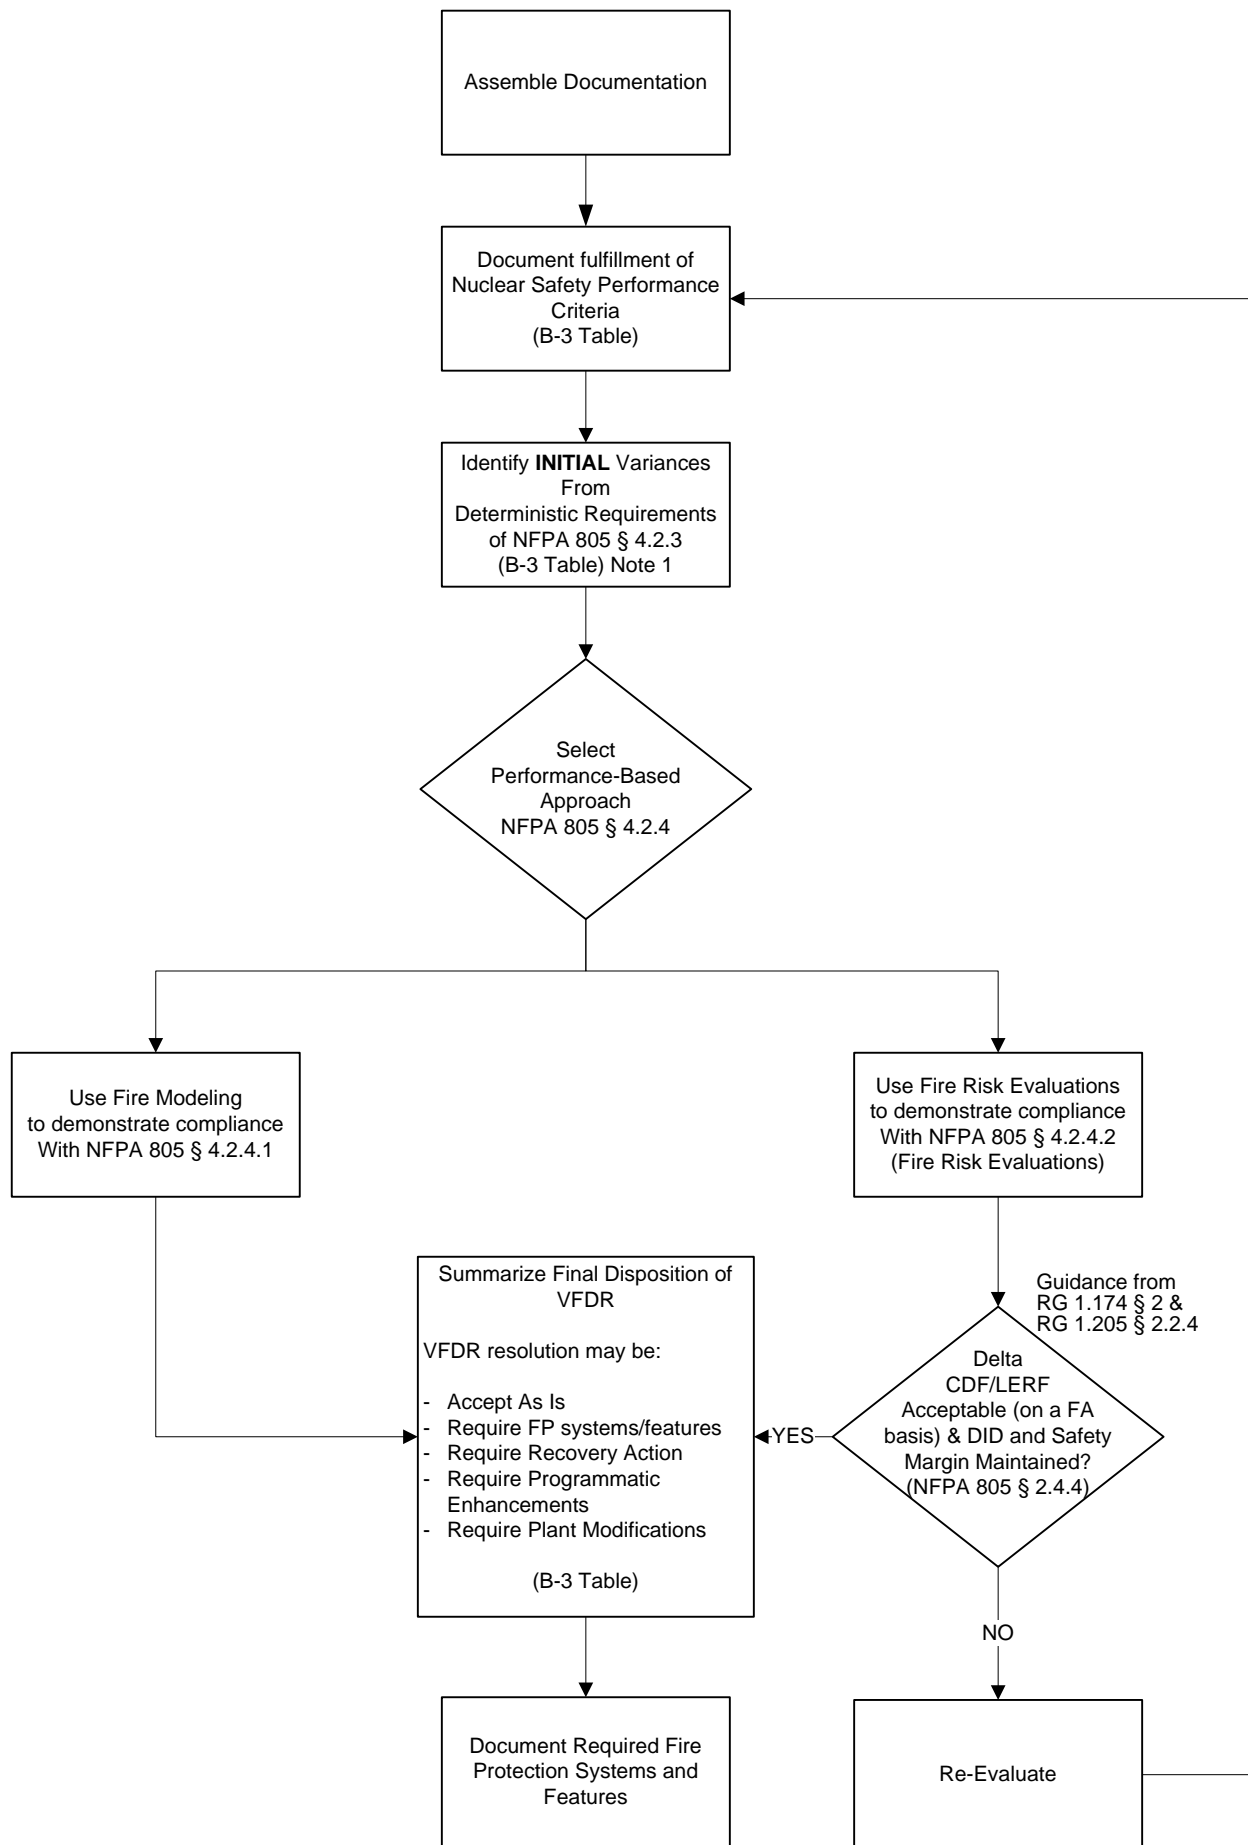 Assemble Documentation
Document fulfillment of
Nuclear Safety Performance
Criteria
(B-3 Table)
Identify INITIAL Variances
From
Deterministic Requirements
of NFPA 805 § 4.2.3
(B-3 Table) Note 1
Select
Performance-Based
Approach
NFPA 805 § 4.2.4
Use Fire Modeling
to demonstrate compliance
With NFPA 805 § 4.2.4.1
Use Fire Risk Evaluations
to demonstrate compliance
With NFPA 805 § 4.2.4.2
(Fire Risk Evaluations)
Guidance from
RG 1.174 § 2 &
RG 1.205 § 2.2.4
Summarize Final Disposition of
VFDR
VFDR resolution may be:
- Accept As Is
- Require FP systems/features
- Require Recovery Action
- Require Programmatic
Enhancements
- Require Plant Modifications
(B-3 Table)
YES
Delta
CDF/LERF
Acceptable (on a FA
basis) & DID and Safety
Margin Maintained?
(NFPA 805 § 2.4.4)
NO
Document Required Fire
Protection Systems and
Features
Re-Evaluate